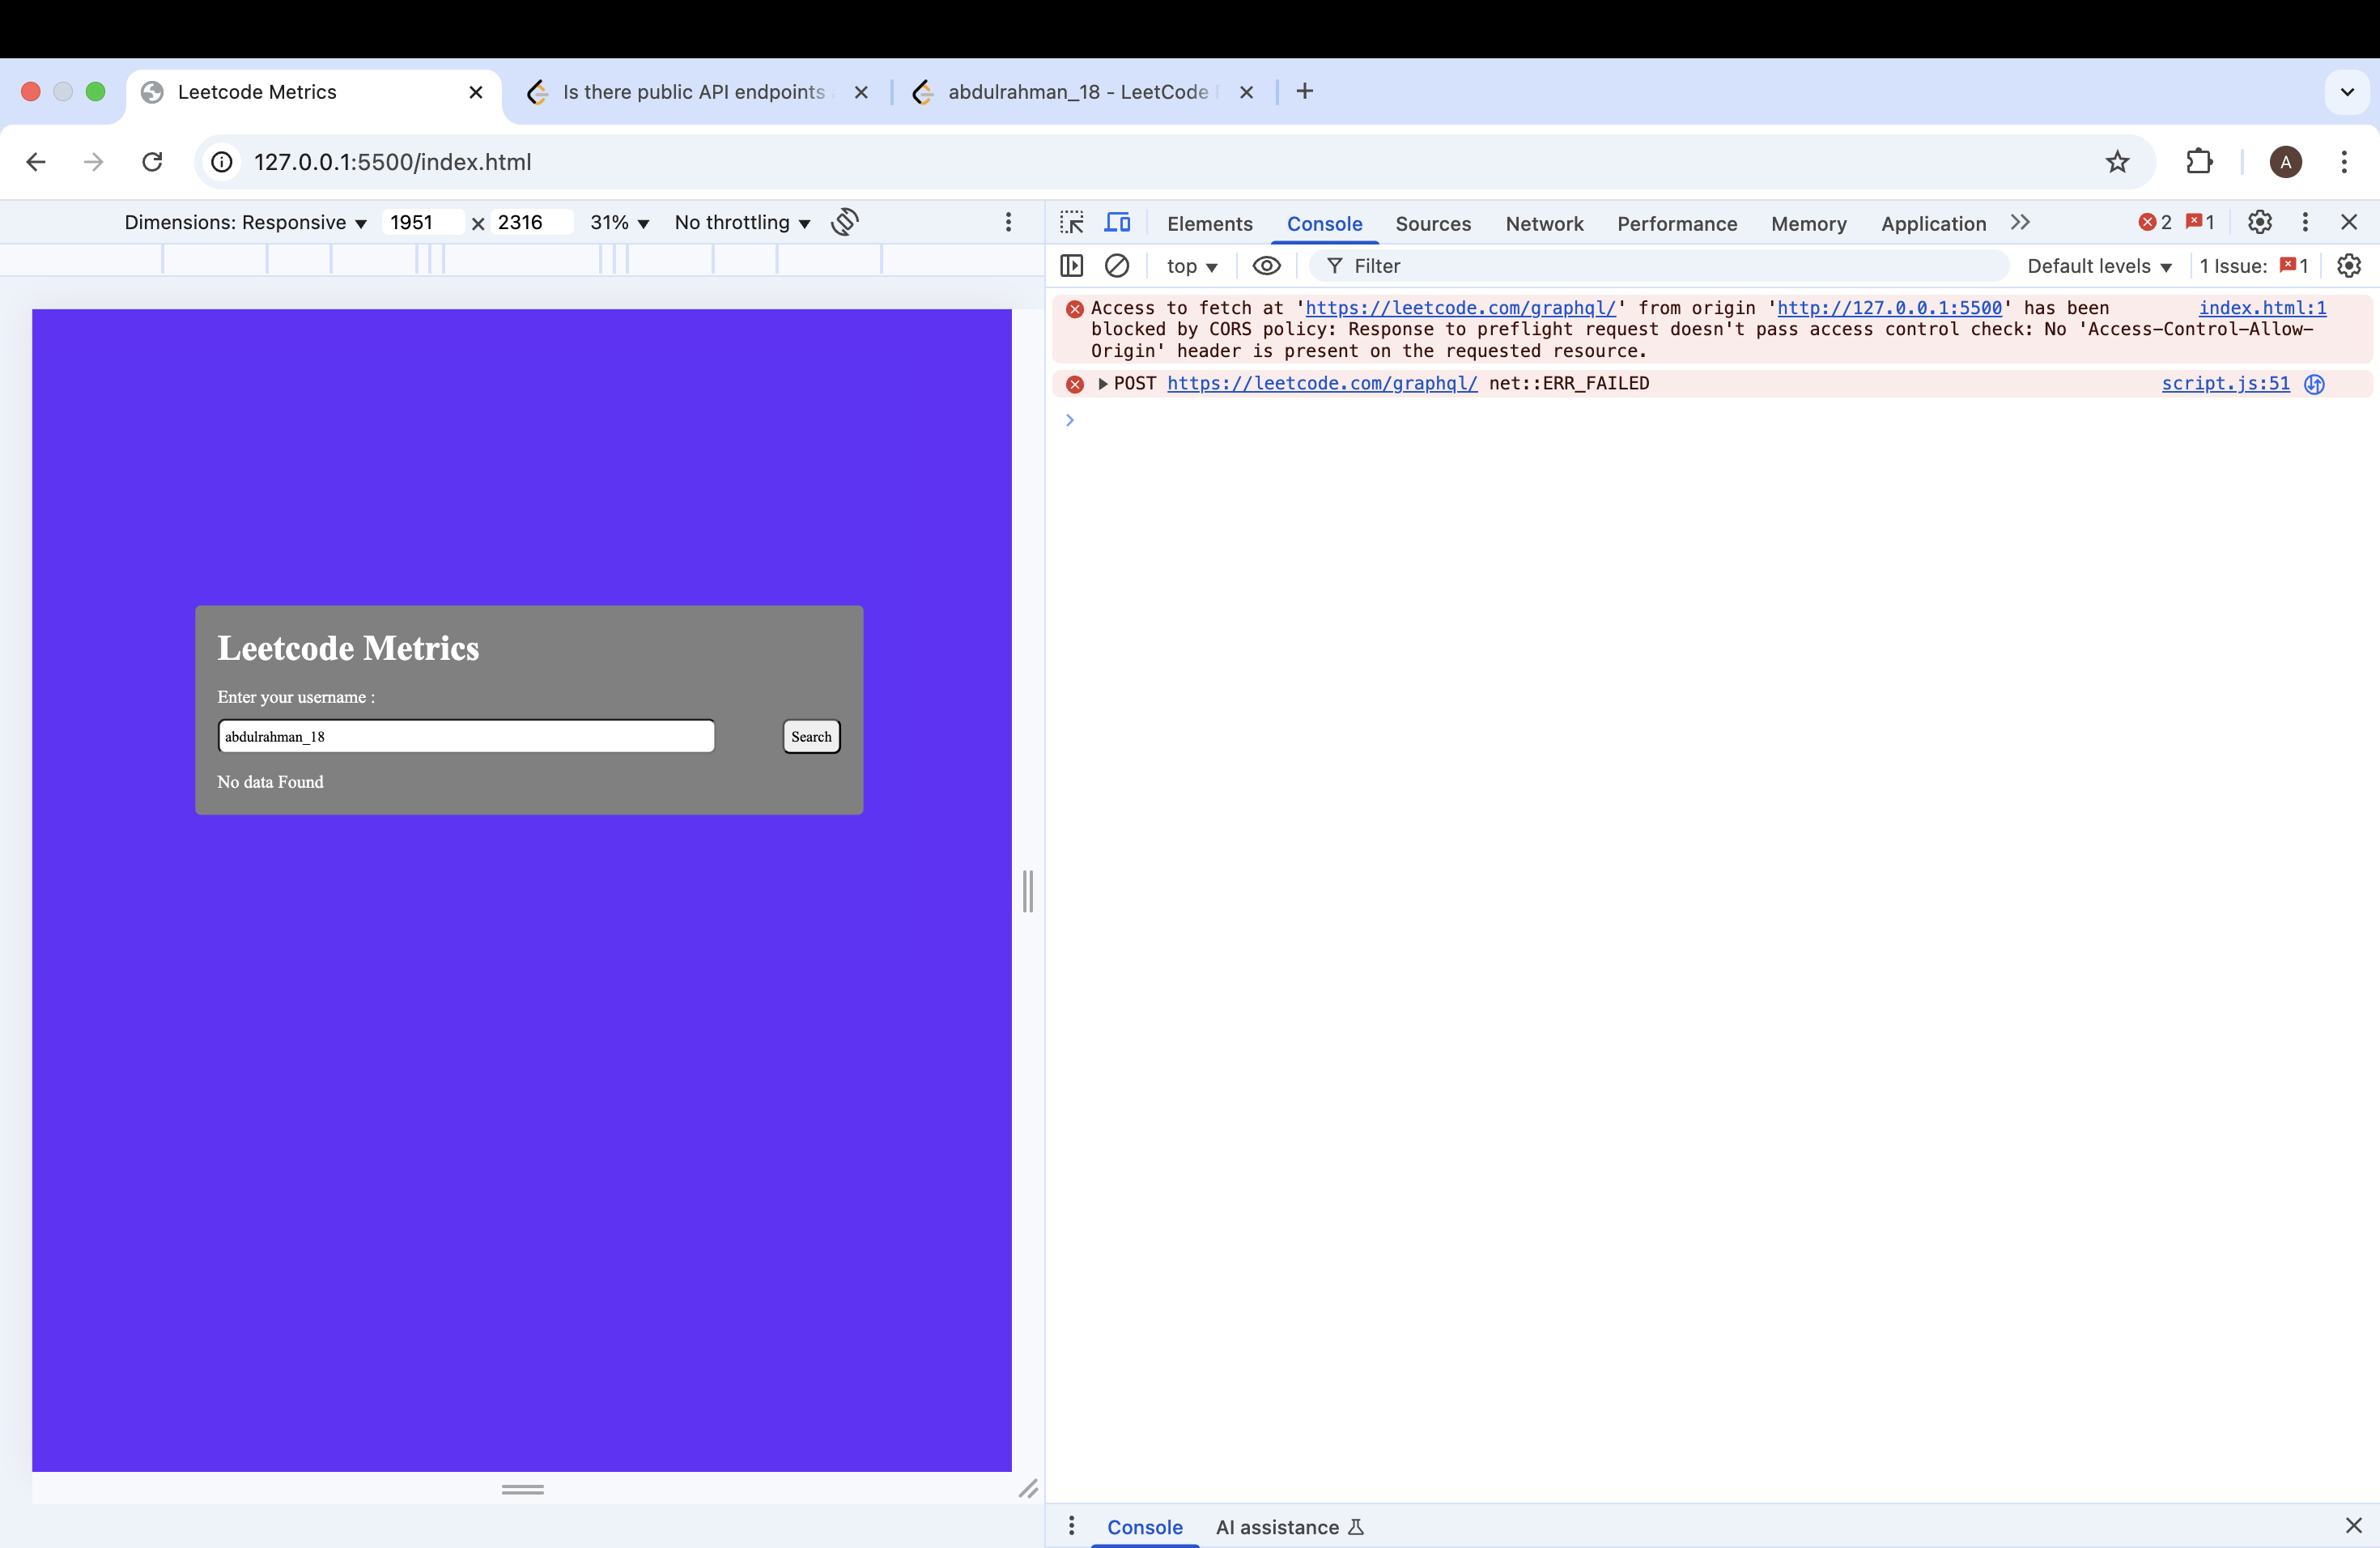 Leetcode Metrics
Is there public API endpoints
abdulrahman_18 - LeetCode
127.0.0.1:5500/index.html
A
Dimensions: Responsive 1951 x 2316 31% No throttling
Elements Console Sources Network Performance Memory Application 2 1
top Filter Default levels 1 Issue: 1
Access to fetch at 'https://leetcode.com/graphql/' from origin 'http://127.0.0.1:5500' has been index.html:1
blocked by CORS policy: Response to preflight request doesn't pass access control check: No 'Access-Control-Allow-
Origin' header is present on the requested resource.
POST https://leetcode.com/graphql/ net::ERR_FAILED script.js:51
Leetcode Metrics
Enter your username :
abdulrahman_18 Search
No data Found
Console AI assistance